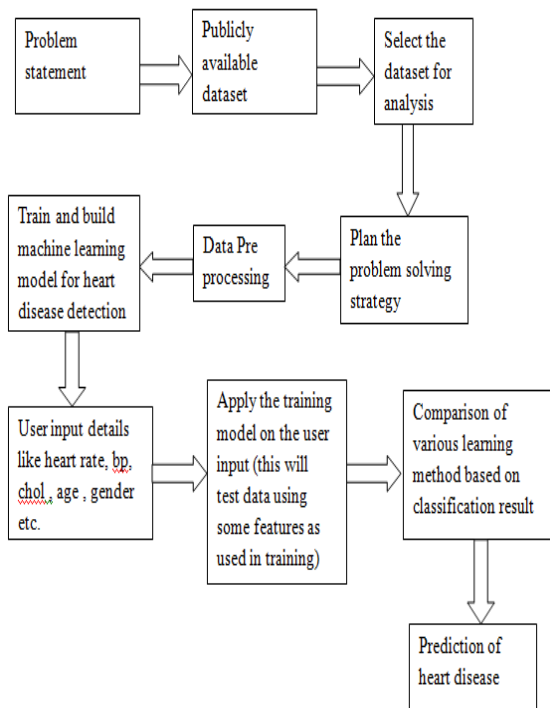 Problem
statement
Publicly
available
dataset
Select the
dataset for
analysis
Plan the
problem solving
strategy
Data Pre
processing
Train and build
machine learning
model for heart
disease detection
User input details
like heart rate, bp,
chol , age , gender
etc.
Apply the training
model on the user
input (this will
test data using
some features as
used in training)
Comparison of
various learning
method based on
classification result
Prediction of
heart disease